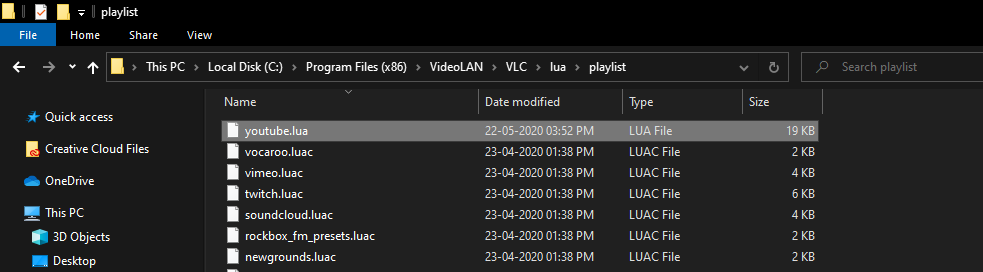 playlist
File Home Share View
This PC Local Disk (C:) Program Files (x86) VideoLAN VLC lua playlist Search playlist
Name Date modified Type Size
Quick access
Creative Cloud Files
OneDrive
This PC
3D Objects
Desktop
youtube.lua 22-05-2020 03:52 PM LUA File 19 KB
vocaroo.luac 23-04-2020 01:38 PM LUAC File 2 KB
vimeo.luac 23-04-2020 01:38 PM LUAC File 4 KB
twitch.luac 23-04-2020 01:38 PM LUAC File 6 KB
soundcloud.luac 23-04-2020 01:38 PM LUAC File 4 KB
rockbox_fm_presets.luac 23-04-2020 01:38 PM LUAC File 2 KB
newgrounds.luac 23-04-2020 01:38 PM LUAC File 2 KB